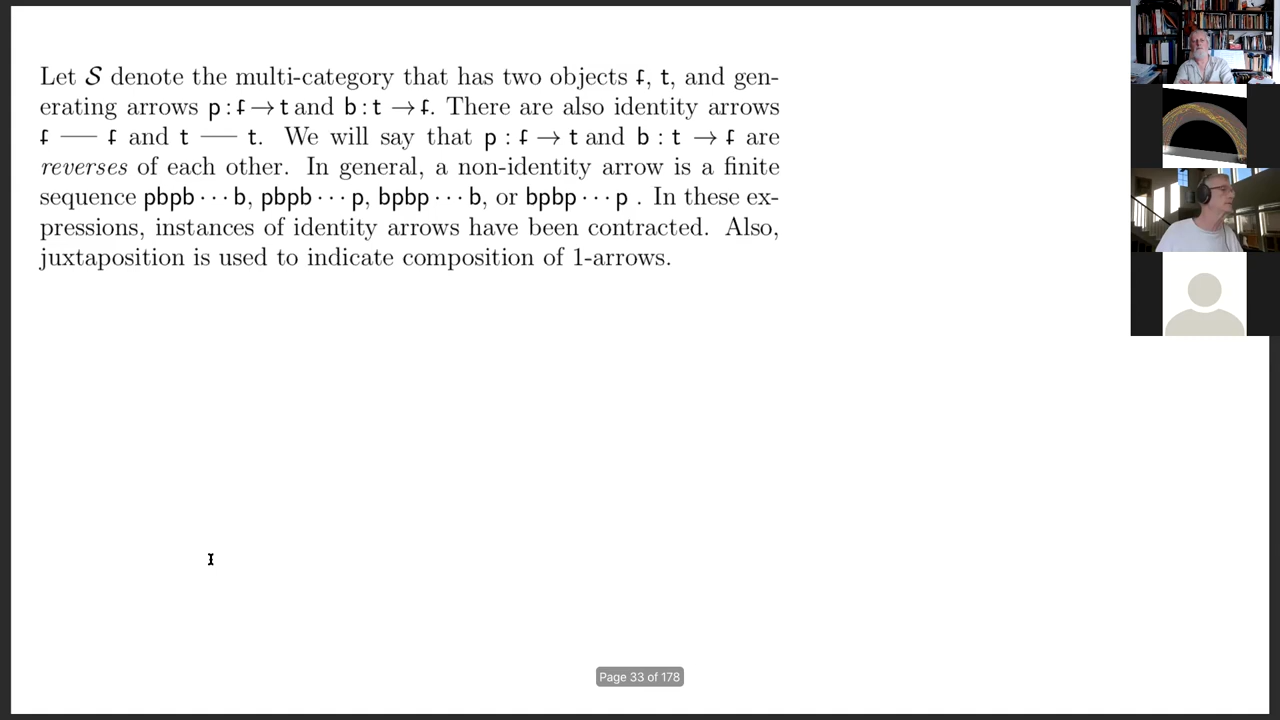 Let 𝒮 denote the multi-category that has two objects ɟ, t, and gen-
erating arrows p : ɟ → t and b : t → ɟ. There are also identity arrows
ɟ — ɟ and t — t. We will say that p : ɟ → t and b : t → ɟ are
reverses of each other. In general, a non-identity arrow is a finite
sequence pbpb ⋯ b, pbpb ⋯ p, bpbp ⋯ b, or bpbp ⋯ p . In these ex-
pressions, instances of identity arrows have been contracted. Also,
juxtaposition is used to indicate composition of 1-arrows.
Page 33 of 178